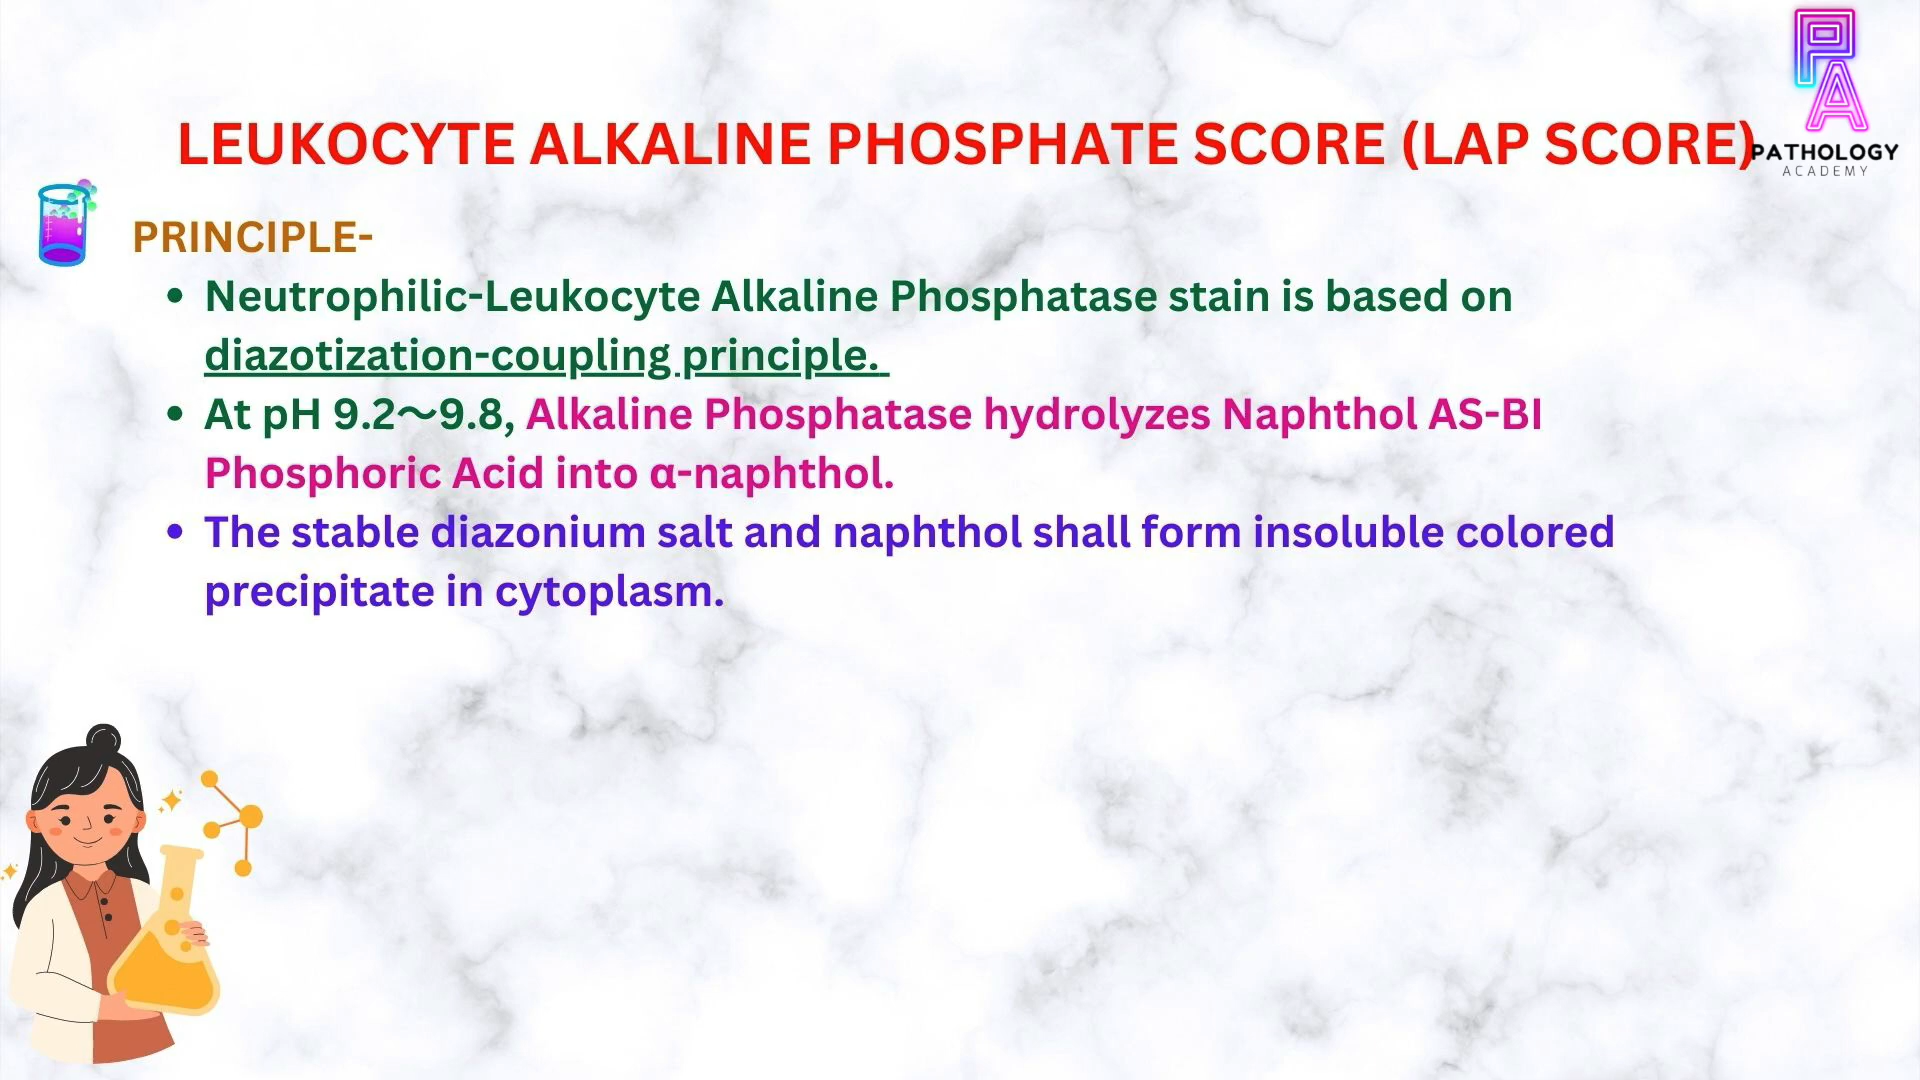 PA
PATHOLOGY
ACADEMY
LEUKOCYTE ALKALINE PHOSPHATE SCORE (LAP SCORE)
PRINCIPLE-
• Neutrophilic-Leukocyte Alkaline Phosphatase stain is based on
diazotization-coupling principle.
• At pH 9.2～9.8, Alkaline Phosphatase hydrolyzes Naphthol AS-BI
Phosphoric Acid into α-naphthol.
• The stable diazonium salt and naphthol shall form insoluble colored
precipitate in cytoplasm.